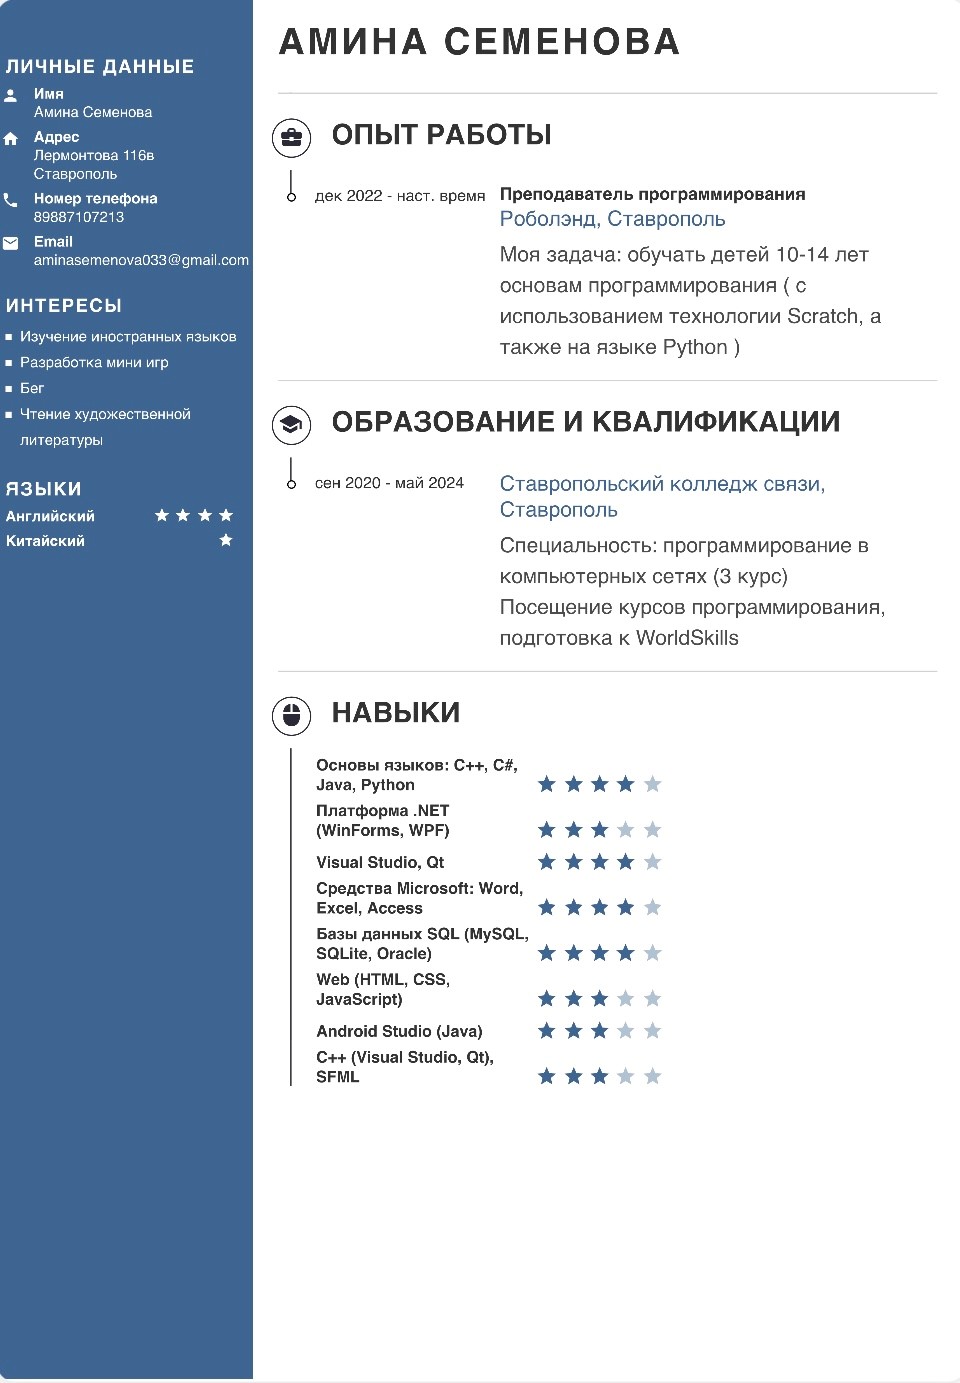 АМИНА СЕМЕНОВА
ЛИЧНЫЕ ДАННЫЕ
Имя
Амина Семенова
Адрес
Лермонтова 116в
Ставрополь
Номер телефона
89887107213
Email
aminasemenova033@gmail.com
ИНТЕРЕСЫ
Изучение иностранных языков
Разработка мини игр
Бег
Чтение художественной
литературы
ЯЗЫКИ
Английский
Китайский
ОПЫТ РАБОТЫ
дек 2022 - наст. время
Преподаватель программирования
Роболэнд, Ставрополь
Моя задача: обучать детей 10-14 лет
основам программирования ( с
использованием технологии Scratch, а
также на языке Python )
ОБРАЗОВАНИЕ И КВАЛИФИКАЦИИ
сен 2020 - май 2024
Ставропольский колледж связи,
Ставрополь
Специальность: программирование в
компьютерных сетях (3 курс)
Посещение курсов программирования,
подготовка к WorldSkills
НАВЫКИ
Основы языков: C++, C#,
Java, Python
Платформа .NET
(WinForms, WPF)
Visual Studio, Qt
Средства Microsoft: Word,
Excel, Access
Базы данных SQL (MySQL,
SQLite, Oracle)
Web (HTML, CSS,
JavaScript)
Android Studio (Java)
C++ (Visual Studio, Qt),
SFML